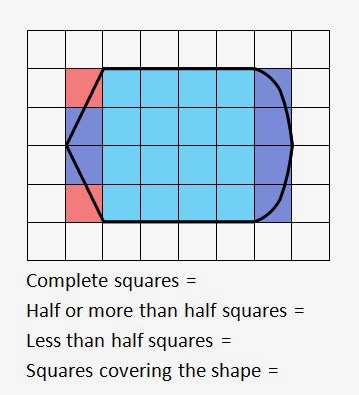 Complete squares =
Half or more than half squares =
Less than half squares =
Squares covering the shape =